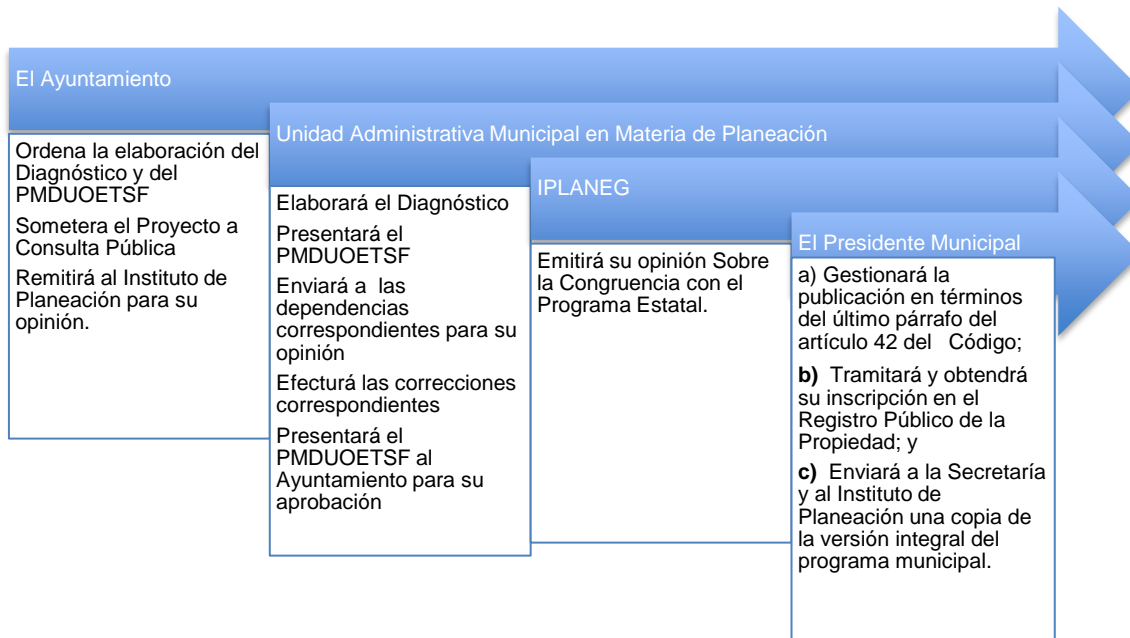 El Ayuntamiento
Ordena la elaboración del
Diagnóstico y del
PMDUOETSF
Sometera el Proyecto a
Consulta Pública
Remitirá al Instituto de
Planeación para su
opinión.
Unidad Administrativa Municipal en Materia de Planeación
Elaborará el Diagnóstico
Presentará el
PMDUOETSF
Enviará a las
dependencias
correspondientes para su
opinión
Efecturá las correcciones
correspondientes
Presentará el
PMDUOETSF al
Ayuntamiento para su
aprobación
IPLANEG
Emitirá su opinión Sobre
la Congruencia con el
Programa Estatal.
El Presidente Municipal
a) Gestionará la
publicación en términos
del último párrafo del
artículo 42 del Código;
b) Tramitará y obtendrá
su inscripción en el
Registro Público de la
Propiedad; y
c) Enviará a la Secretaría
y al Instituto de
Planeación una copia de
la versión integral del
programa municipal.